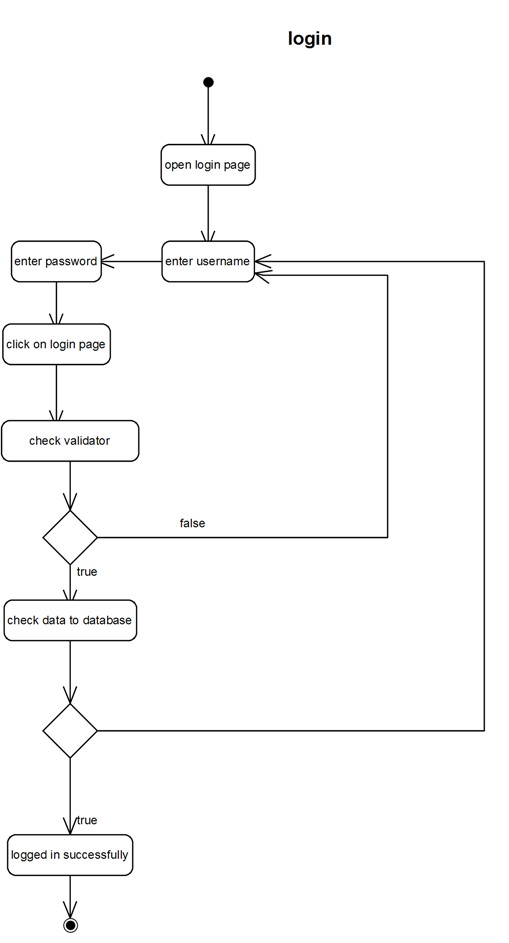 login
open login page
enter password
enter username
click on login page
check validator
false
true
check data to database
true
logged in successfully